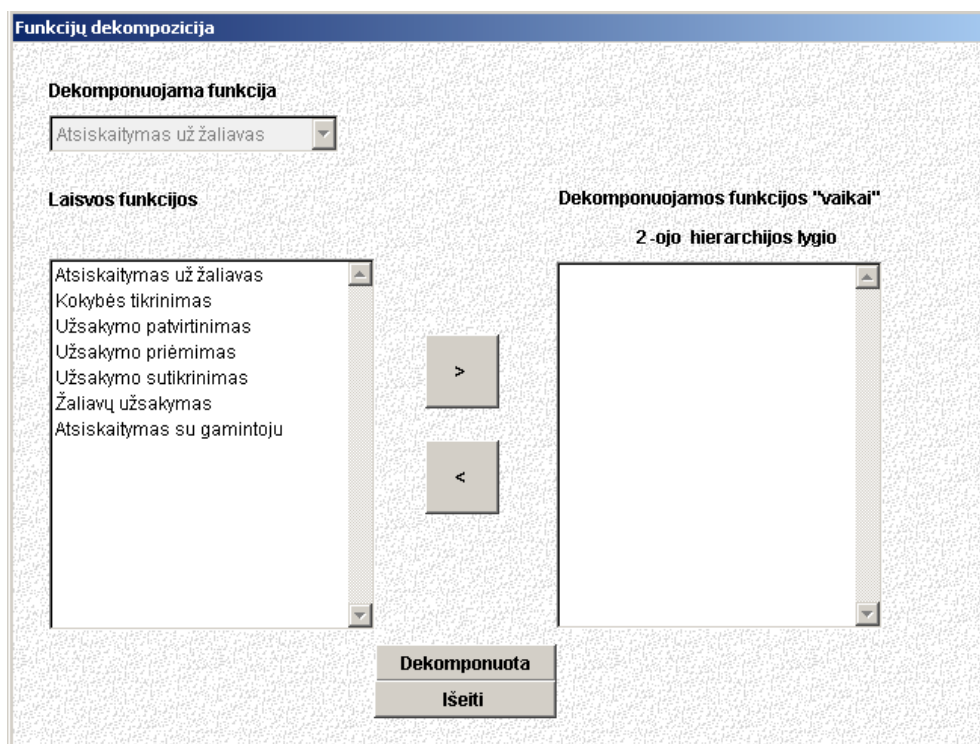 Funkcijų dekompozicija
Dekomponuojama funkcija
Atsiskaitymas už žaliavas
Laisvos funkcijos
Atsiskaitymas už žaliavas
Kokybės tikrinimas
Užsakymo patvirtinimas
Užsakymo priėmimas
Užsakymo sutikrinimas
Žaliavų užsakymas
Atsiskaitymas su gamintoju
>
<
Dekomponuojamos funkcijos "vaikai"
2 -ojo hierarchijos lygio
Dekomponuota
Išeiti